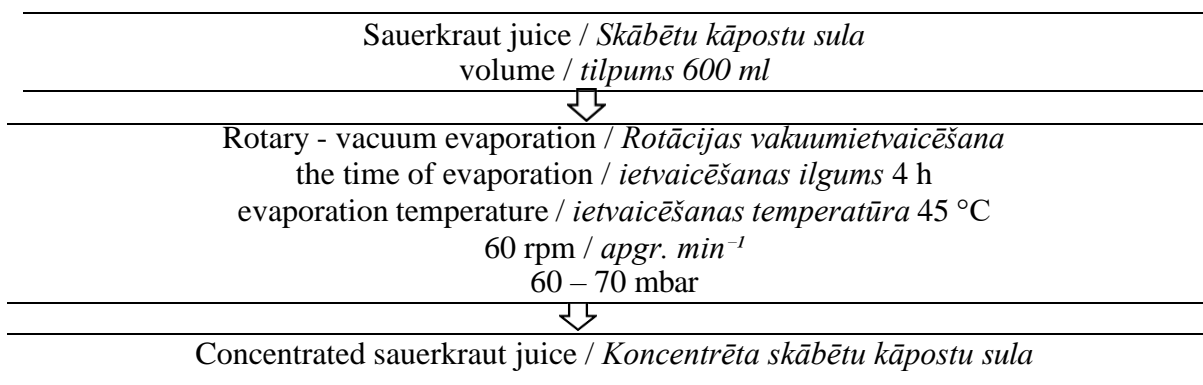 Sauerkraut juice / Skābētu kāpostu sula
volume / tilpums 600 ml
Rotary - vacuum evaporation / Rotācijas vakuumietvaicēšana
the time of evaporation / ietvaicēšanas ilgums 4 h
evaporation temperature / ietvaicēšanas temperatūra 45 °C
60 rpm / apgr. min⁻¹
60 – 70 mbar
Concentrated sauerkraut juice / Koncentrēta skābētu kāpostu sula